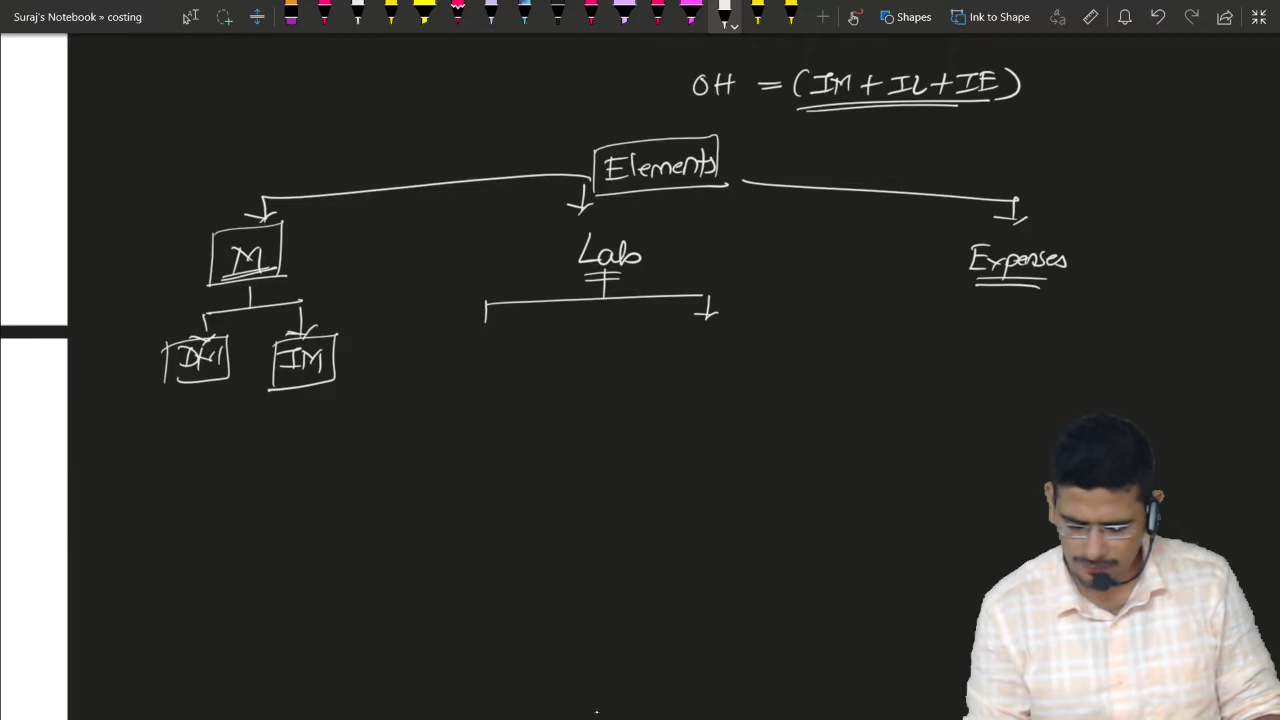 Suraj's Notebook » costing
Shapes
Ink to Shape
OH = (IM + IL + IE)
Elements
M
Lab
Expenses
DM
IM